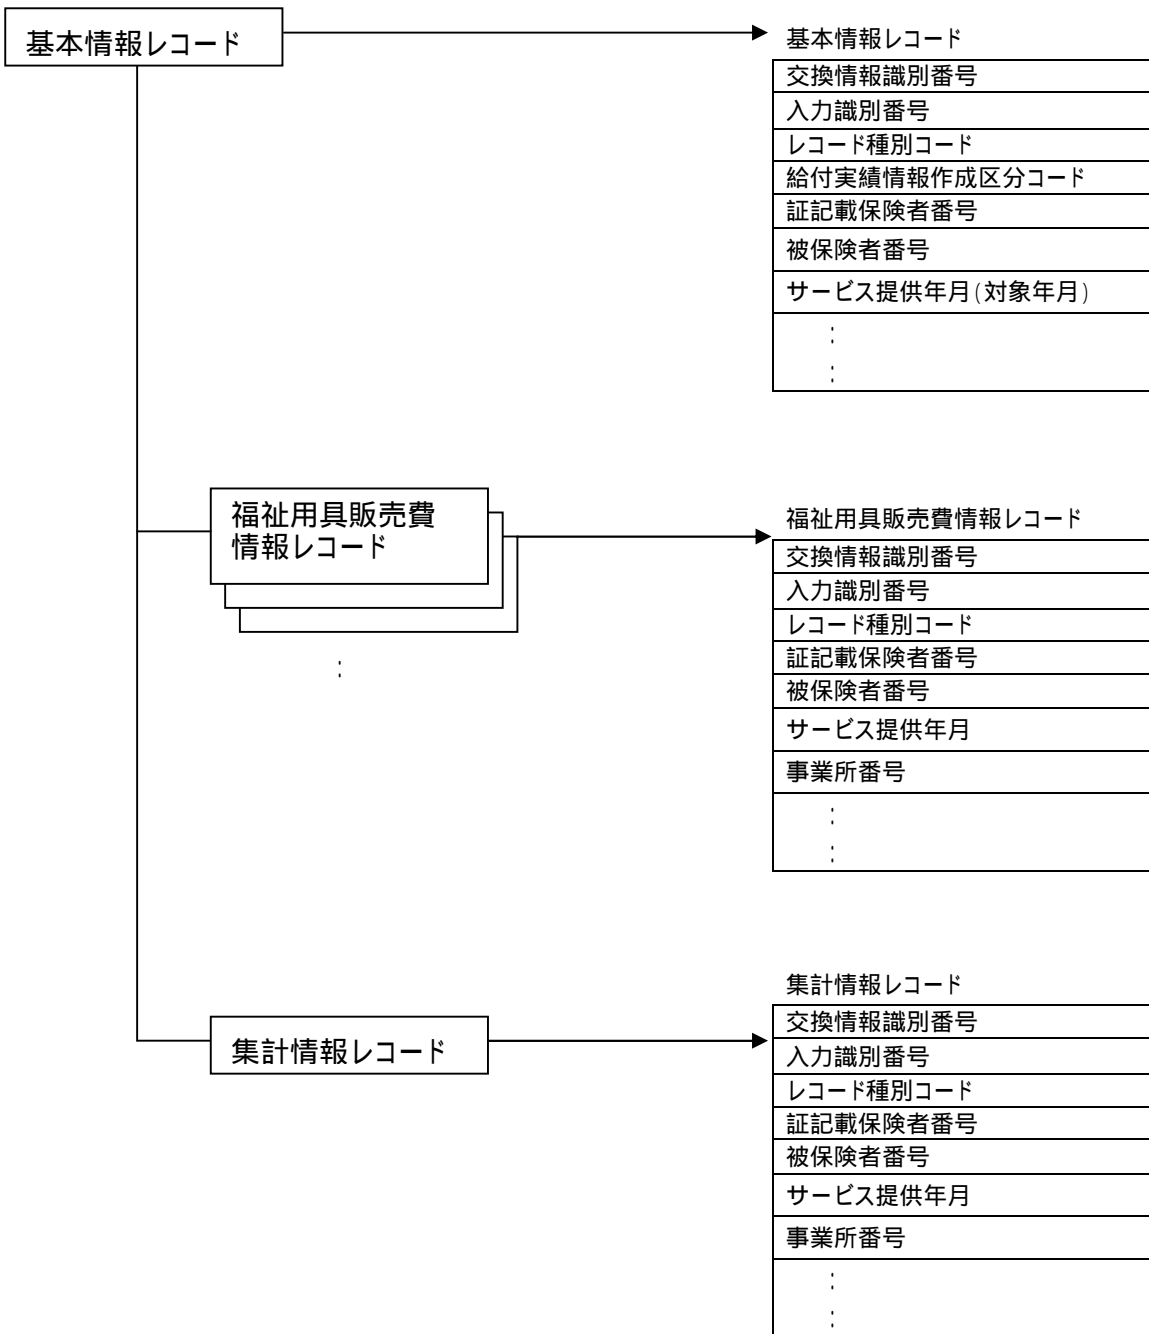 基本情報レコード
基本情報レコード
交換情報識別番号
入力識別番号
レコード種別コード
給付実績情報作成区分コード
証記載保険者番号
被保険者番号
サービス提供年月(対象年月)
:
:
福祉用具販売費
情報レコード
:
福祉用具販売費情報レコード
交換情報識別番号
入力識別番号
レコード種別コード
証記載保険者番号
被保険者番号
サービス提供年月
事業所番号
:
:
集計情報レコード
集計情報レコード
交換情報識別番号
入力識別番号
レコード種別コード
証記載保険者番号
被保険者番号
サービス提供年月
事業所番号
:
: